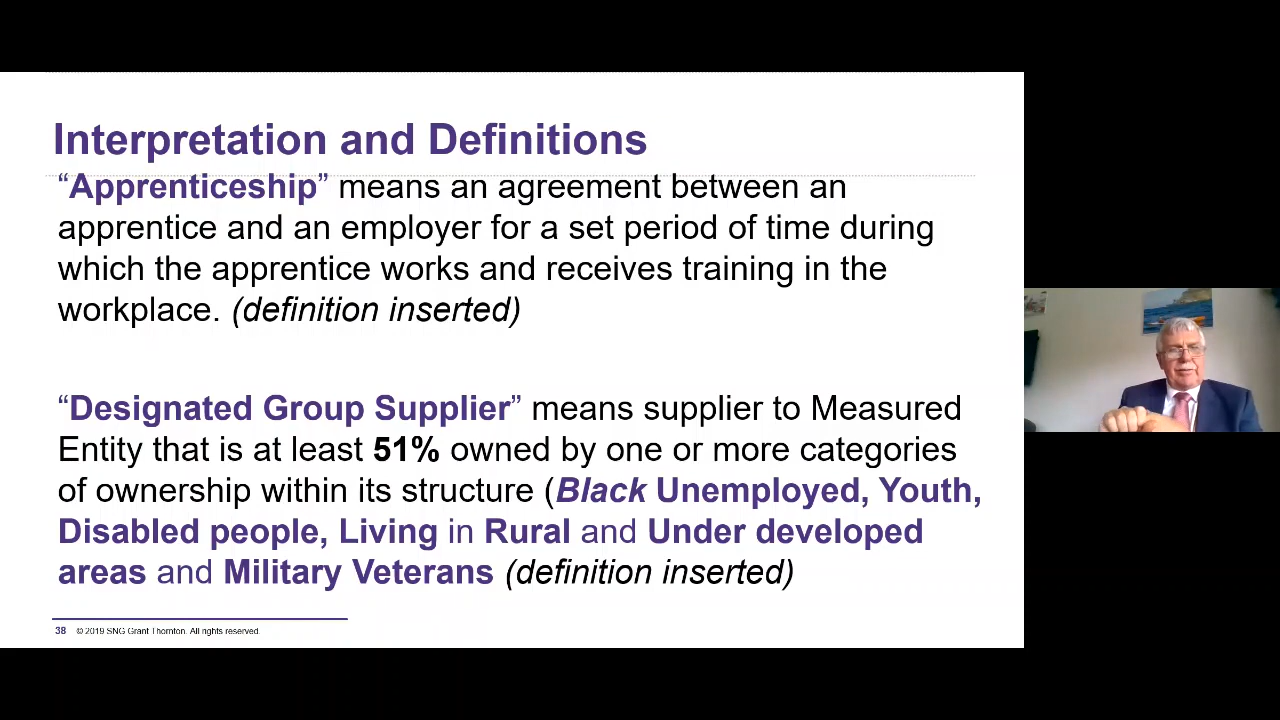 Interpretation and Definitions
“Apprenticeship” means an agreement between an
apprentice and an employer for a set period of time during
which the apprentice works and receives training in the
workplace. (definition inserted)
“Designated Group Supplier” means supplier to Measured
Entity that is at least 51% owned by one or more categories
of ownership within its structure (Black Unemployed, Youth,
Disabled people, Living in Rural and Under developed
areas and Military Veterans (definition inserted)
38 © 2019 SNG Grant Thornton. All rights reserved.